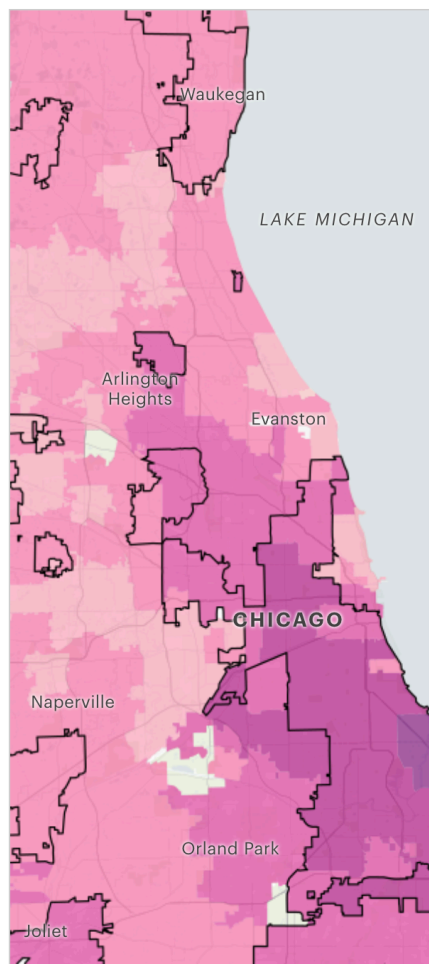 Waukegan
LAKE MICHIGAN
Arlington
Heights
Evanston
CHICAGO
Naperville
Orland Park
Joliet